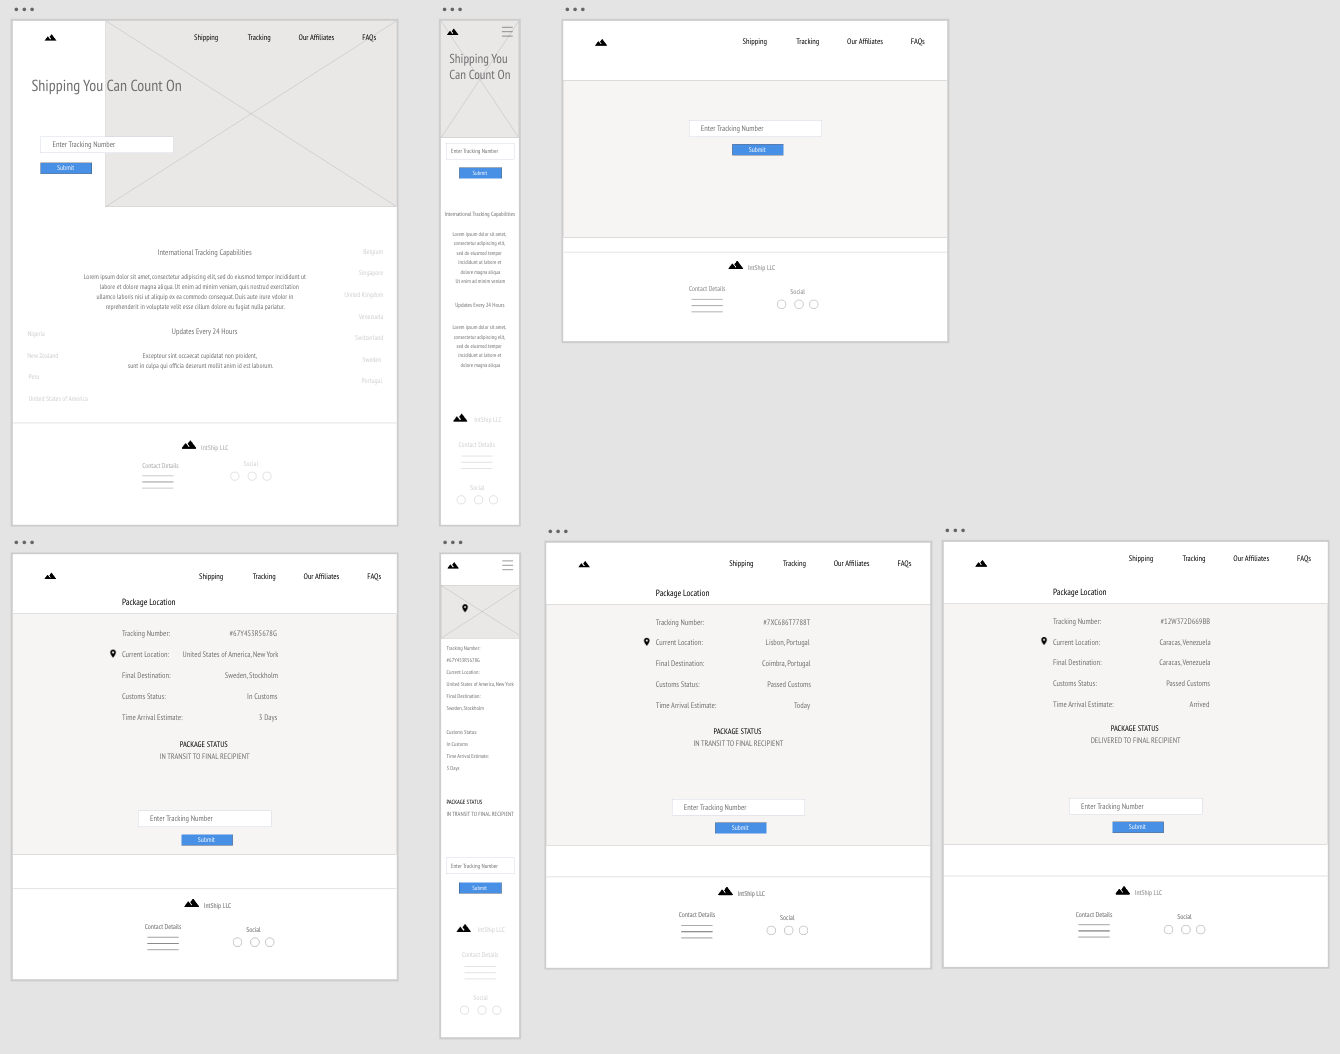 Shipping
Tracking
Our Affiliates
FAQs
Shipping You Can Count On
Enter Tracking Number
Submit
International Tracking Capabilities
Lorem ipsum dolor sit amet, consectetur adipiscing elit, sed do eiusmod tempor incididunt ut
labore et dolore magna aliqua. Ut enim ad minim veniam, quis nostrud exercitation
ullamco laboris nisi ut aliquip ex ea commodo consequat. Duis aute irure vdolor in
reprehenderit in voluptate velit esse cillum dolore eu fugiat nulla pariatur.
Updates Every 24 Hours
Excepteur sint occaecat cupidatat non proident,
sunt in culpa qui officia deserunt mollit anim id est laborum.
Belgium
Singapore
United Kingdom
Venezuela
Switzerland
Sweden
Portugal
Nigeria
New Zealand
Peru
United States of America
IntShip LLC
Contact Details
Social
Shipping You
Can Count On
Enter Tracking Number
Submit
International Tracking Capabilities
Lorem ipsum dolor sit amet,
consectetur adipiscing elit,
sed do eiusmod tempor
incididunt ut labore et
dolore magna aliqua
Ut enim ad minim veniam
Updates Every 24 Hours
Lorem ipsum dolor sit amet,
consectetur adipiscing elit,
sed do eiusmod tempor
incididunt ut labore et
dolore magna aliqua
IntShip LLC
Contact Details
Social
Shipping
Tracking
Our Affiliates
FAQs
Enter Tracking Number
Submit
IntShip LLC
Contact Details
Social
Shipping
Tracking
Our Affiliates
FAQs
Package Location
Tracking Number: #67Y453R5678G
Current Location: United States of America, New York
Final Destination: Sweden, Stockholm
Customs Status: In Customs
Time Arrival Estimate: 3 Days
PACKAGE STATUS
IN TRANSIT TO FINAL RECIPIENT
Enter Tracking Number
Submit
IntShip LLC
Contact Details
Social
Tracking Number:
#67Y453R5678G
Current Location:
United States of America, New York
Final Destination:
Sweden, Stockholm
Customs Status:
In Customs
Time Arrival Estimate:
3 Days
PACKAGE STATUS
IN TRANSIT TO FINAL RECIPIENT
Enter Tracking Number
Submit
IntShip LLC
Contact Details
Social
Shipping
Tracking
Our Affiliates
FAQs
Package Location
Tracking Number: #7XC686T7788T
Current Location: Lisbon, Portugal
Final Destination: Coimbra, Portugal
Customs Status: Passed Customs
Time Arrival Estimate: Today
PACKAGE STATUS
IN TRANSIT TO FINAL RECIPIENT
Enter Tracking Number
Submit
IntShip LLC
Contact Details
Social
Shipping
Tracking
Our Affiliates
FAQs
Package Location
Tracking Number: #12W372D669BB
Current Location: Caracas, Venezuela
Final Destination: Caracas, Venezuela
Customs Status: Passed Customs
Time Arrival Estimate: Arrived
PACKAGE STATUS
DELIVERED TO FINAL RECIPIENT
Enter Tracking Number
Submit
IntShip LLC
Contact Details
Social